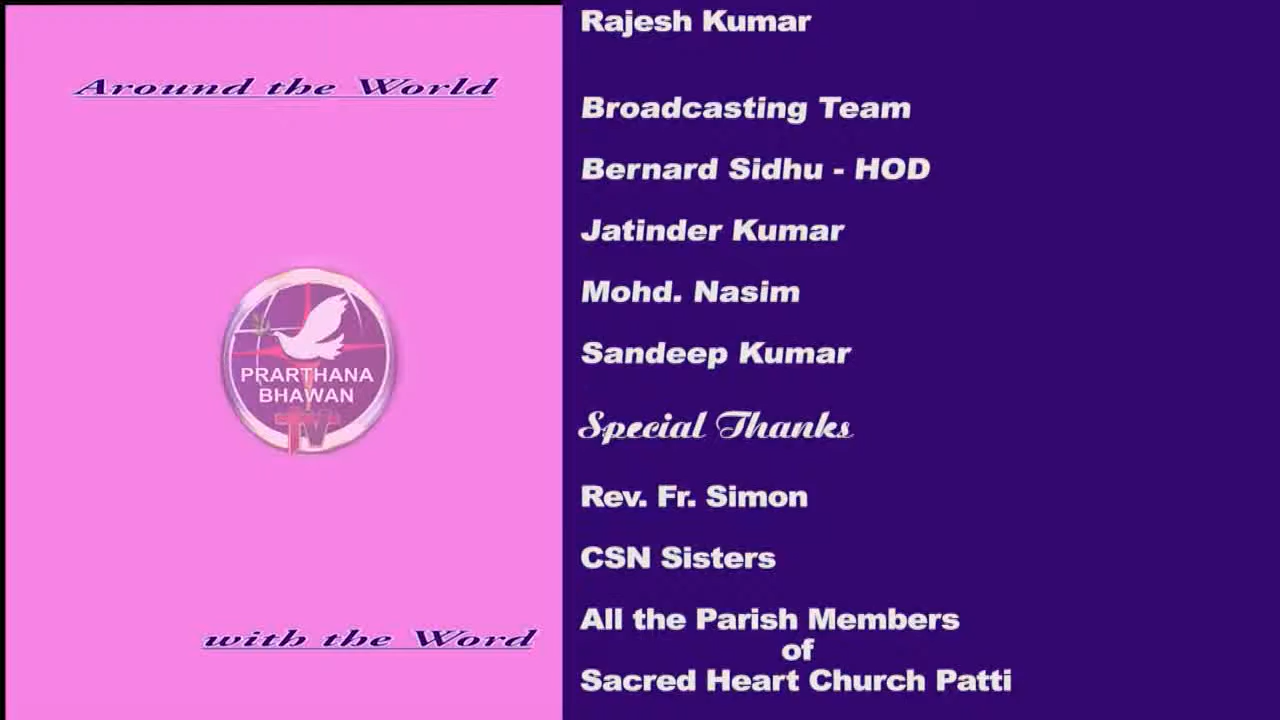 Around the World
PRARTHANA
BHAWAN
TV
with the Word
Rajesh Kumar
Broadcasting Team
Bernard Sidhu - HOD
Jatinder Kumar
Mohd. Nasim
Sandeep Kumar
Special Thanks
Rev. Fr. Simon
CSN Sisters
All the Parish Members
of
Sacred Heart Church Patti